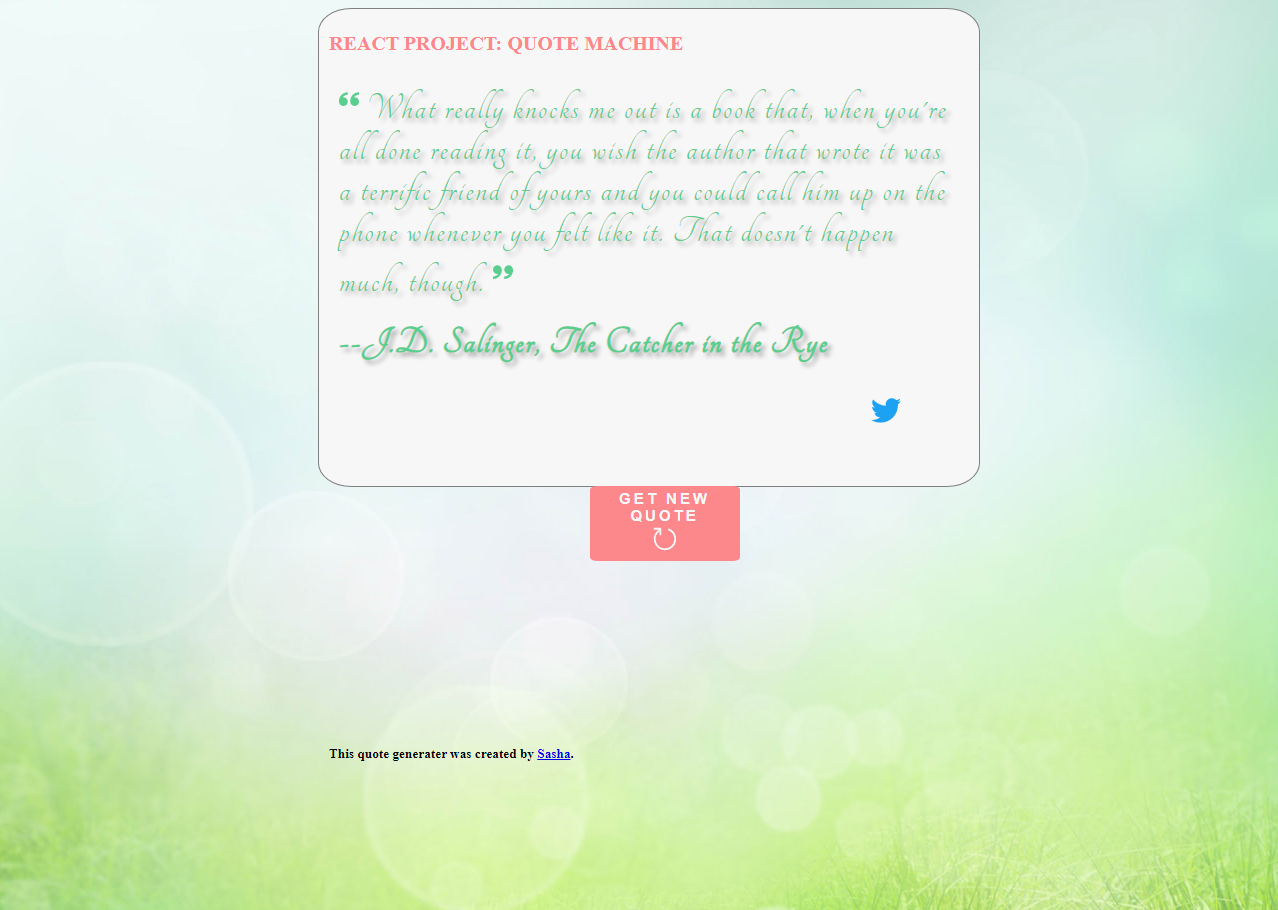 REACT PROJECT: QUOTE MACHINE
“ What really knocks me out is a book that, when you're
all done reading it, you wish the author that wrote it was
a terrific friend of yours and you could call him up on the
phone whenever you felt like it. That doesn't happen
much, though. ”
--J.D. Salinger, The Catcher in the Rye
GET NEW
QUOTE
This quote generater was created by Sasha.